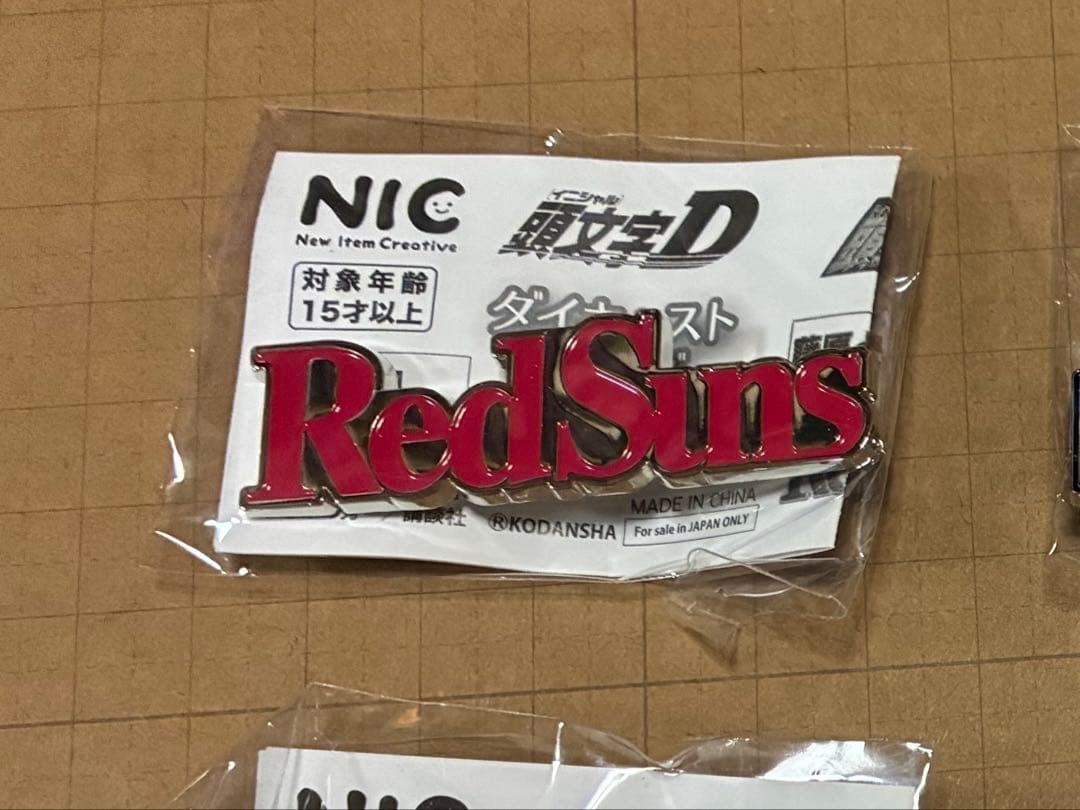 NIC
New Item Creative
対象年齢
15才以上
イニシャル
頭文字D
ダイ
スト
RedSuns
講談社
ⓇKODANSHA
MADE IN CHINA
For sale in JAPAN ONLY